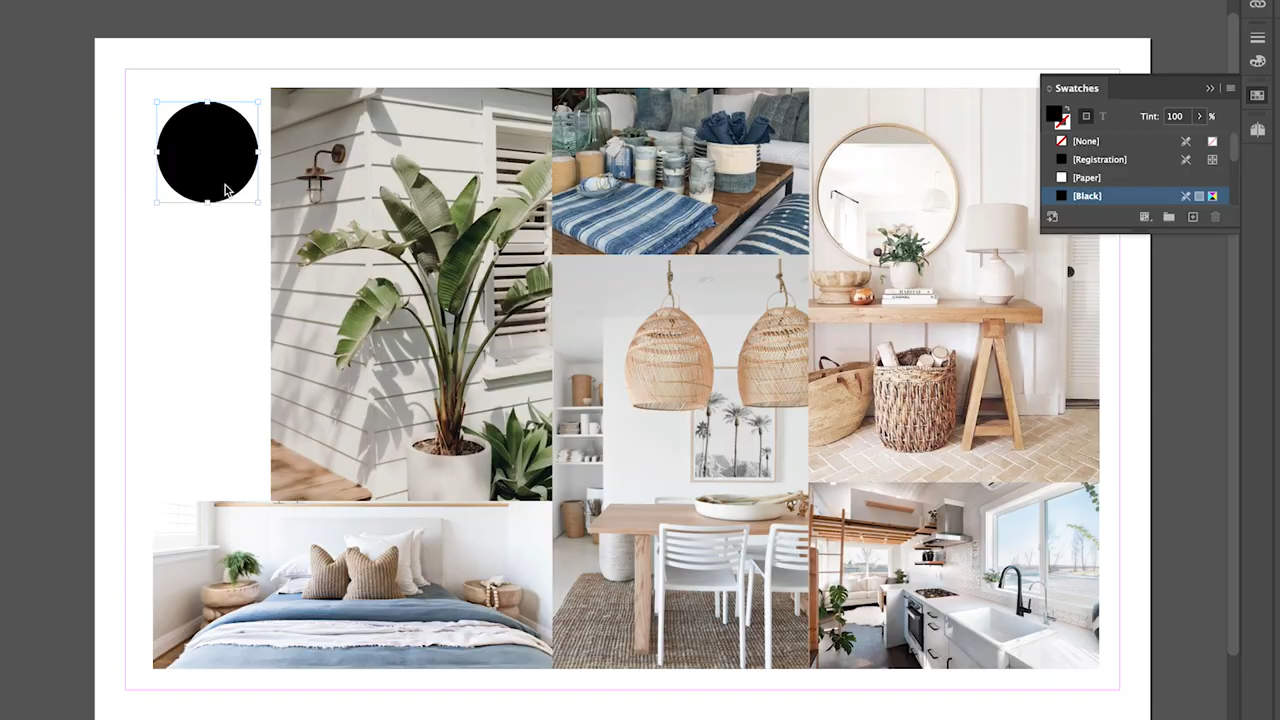 Swatches
T
Tint: 100 %
[None]
[Registration]
[Paper]
[Black]